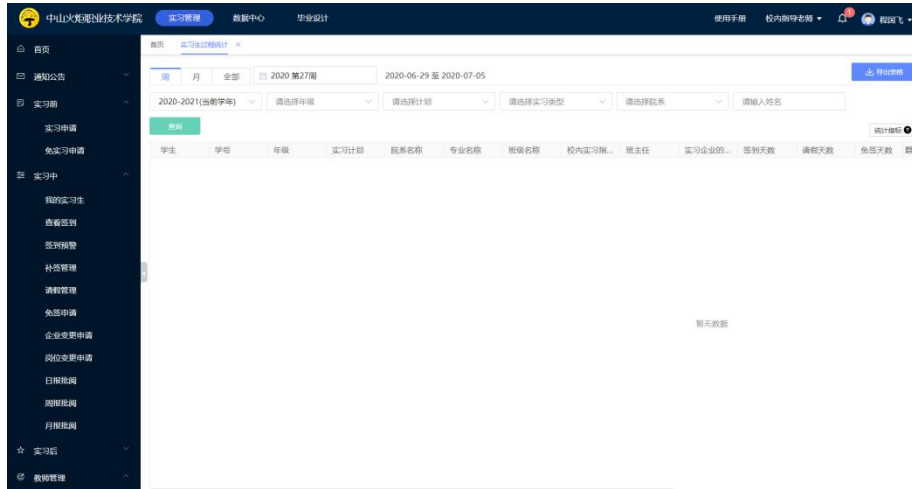 中山火炬职业技术学院 实习管理 数据中心 毕业设计 使用手册 校内指导老师 1 程国飞
首页
通知公告
实习前
实习申请
免实习申请
实习中
我的实习生
查看签到
签到预警
补签管理
请假管理
免签申请
企业变更申请
岗位变更申请
日报批阅
周报批阅
月报批阅
实习后
教师管理
首页 实习生过程统计 ×
周 月 全部 2020 第27周 2020-06-29 至 2020-07-05 导出表格
2020-2021(当前学年) 请选择年级 请选择计划 请选择实习类型 请选择院系 请输入姓名
查询 统计指标
学生 学号 年级 实习计划 院系名称 专业名称 班级名称 校内实习指... 班主任 实习企业的... 签到天数 请假天数 免签天数
暂无数据